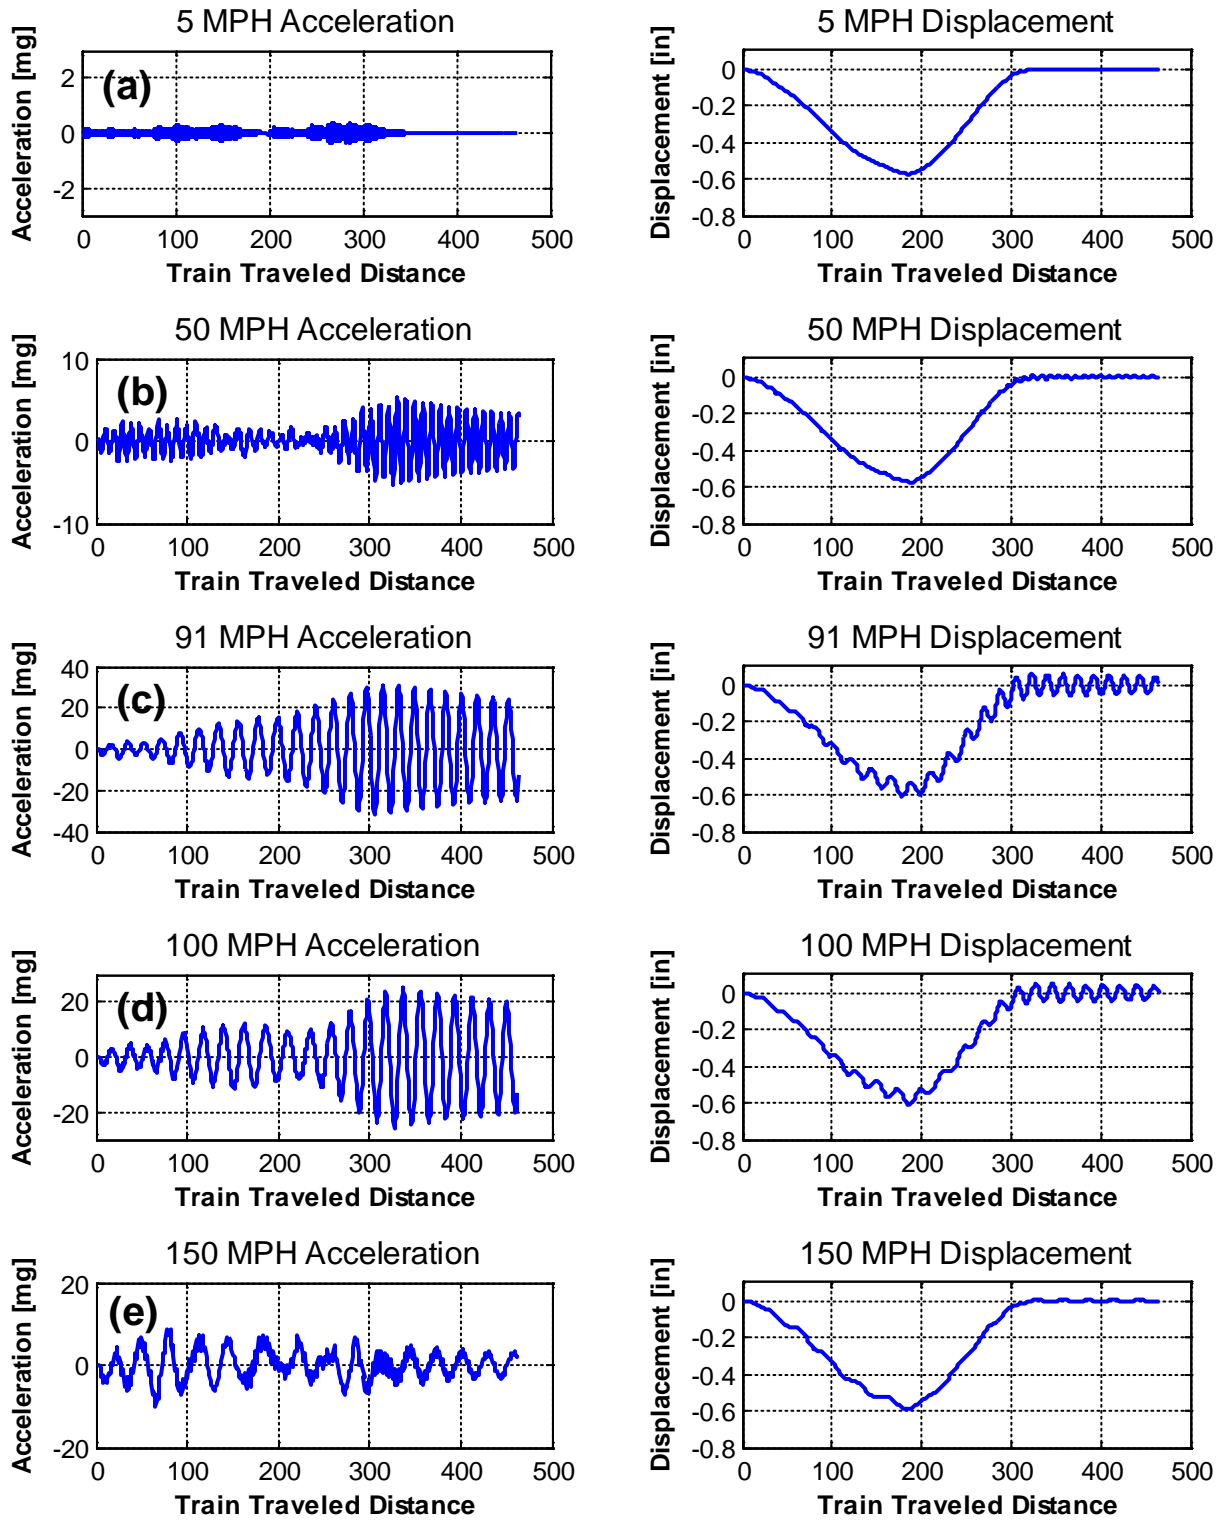 5 MPH Acceleration
Acceleration [mg]
(a)
2
0
-2
0 100 200 300 400 500
Train Traveled Distance
5 MPH Displacement
Displacement [in]
0
-0.2
-0.4
-0.6
-0.8
0 100 200 300 400 500
Train Traveled Distance
50 MPH Acceleration
Acceleration [mg]
(b)
10
0
-10
0 100 200 300 400 500
Train Traveled Distance
50 MPH Displacement
Displacement [in]
0
-0.2
-0.4
-0.6
-0.8
0 100 200 300 400 500
Train Traveled Distance
91 MPH Acceleration
Acceleration [mg]
(c)
40
20
0
-20
-40
0 100 200 300 400 500
Train Traveled Distance
91 MPH Displacement
Displacement [in]
0
-0.2
-0.4
-0.6
-0.8
0 100 200 300 400 500
Train Traveled Distance
100 MPH Acceleration
Acceleration [mg]
(d)
20
0
-20
0 100 200 300 400 500
Train Traveled Distance
100 MPH Displacement
Displacement [in]
0
-0.2
-0.4
-0.6
-0.8
0 100 200 300 400 500
Train Traveled Distance
150 MPH Acceleration
Acceleration [mg]
(e)
20
0
-20
0 100 200 300 400 500
Train Traveled Distance
150 MPH Displacement
Displacement [in]
0
-0.2
-0.4
-0.6
-0.8
0 100 200 300 400 500
Train Traveled Distance